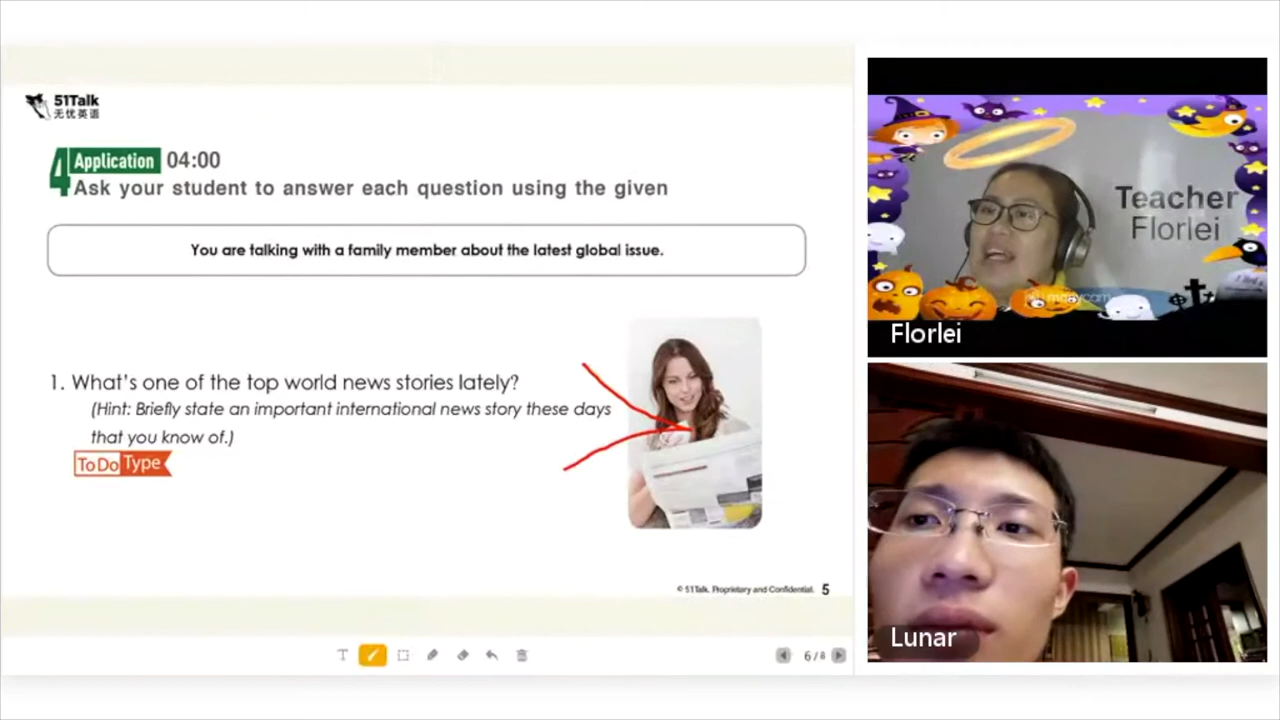 51Talk
无忧英语
4 Application 04:00
Ask your student to answer each question using the given
You are talking with a family member about the latest global issue.
1. What's one of the top world news stories lately?
(Hint: Briefly state an important international news story these days
that you know of.)
To Do Type
© 51Talk. Proprietary and Confidential. 5
T
6/8
Teacher
Florlei
manycam
Florlei
Lunar